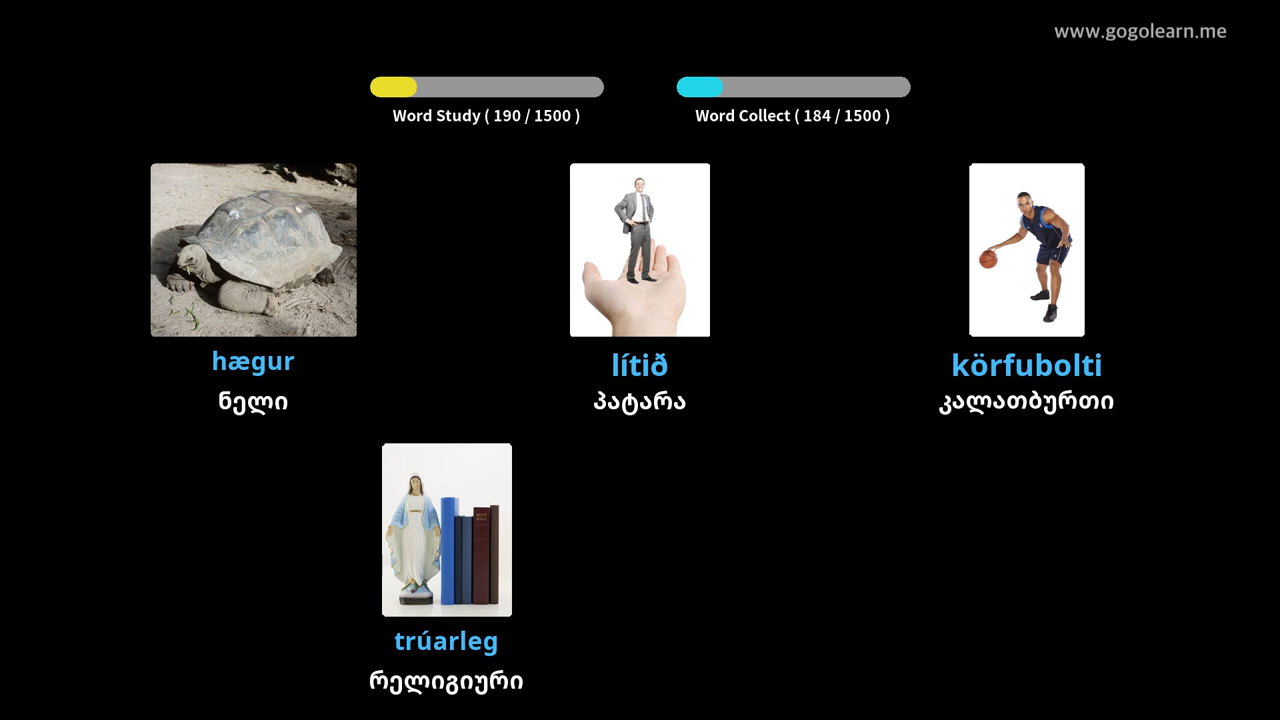 www.gogolearn.me
Word Study ( 190 / 1500 )
Word Collect ( 184 / 1500 )
hægur
ნელი
lítið
პატარა
körfubolti
კალათბურთი
trúarleg
რელიგიური